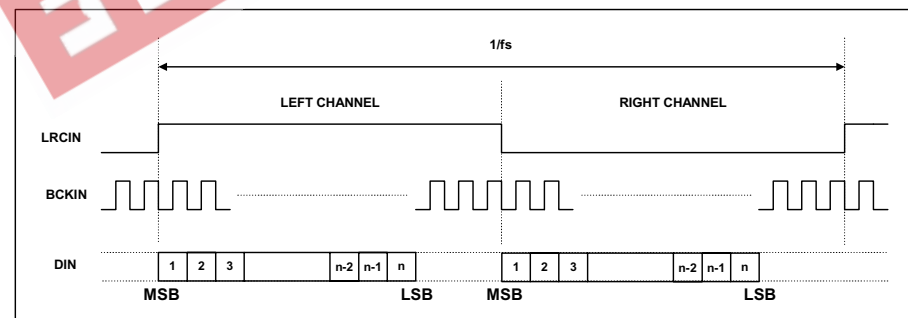 1/fs
LEFT CHANNEL RIGHT CHANNEL
LRCIN
BCKIN
DIN 1 2 3 n-2 n-1 n 1 2 3 n-2 n-1 n
MSB LSB MSB LSB